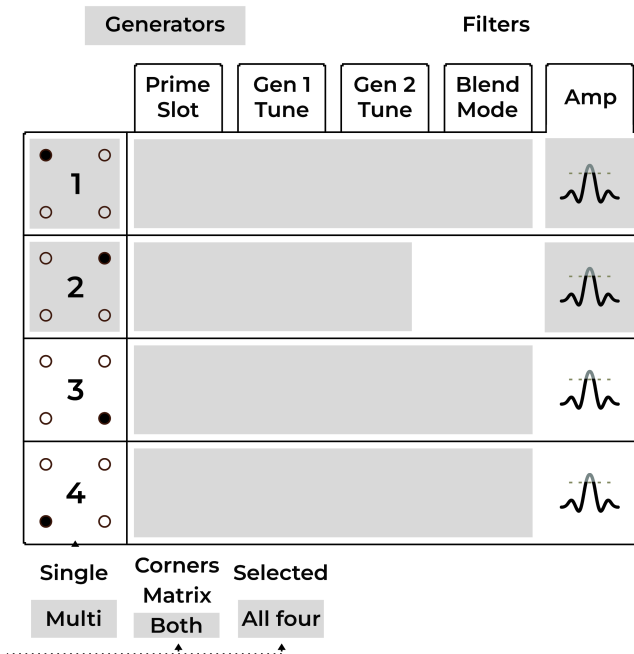 Generators
Filters
Prime
Slot
Gen 1
Tune
Gen 2
Tune
Blend
Mode
Amp
1
2
3
4
Single
Multi
Corners
Matrix
Both
Selected
All four